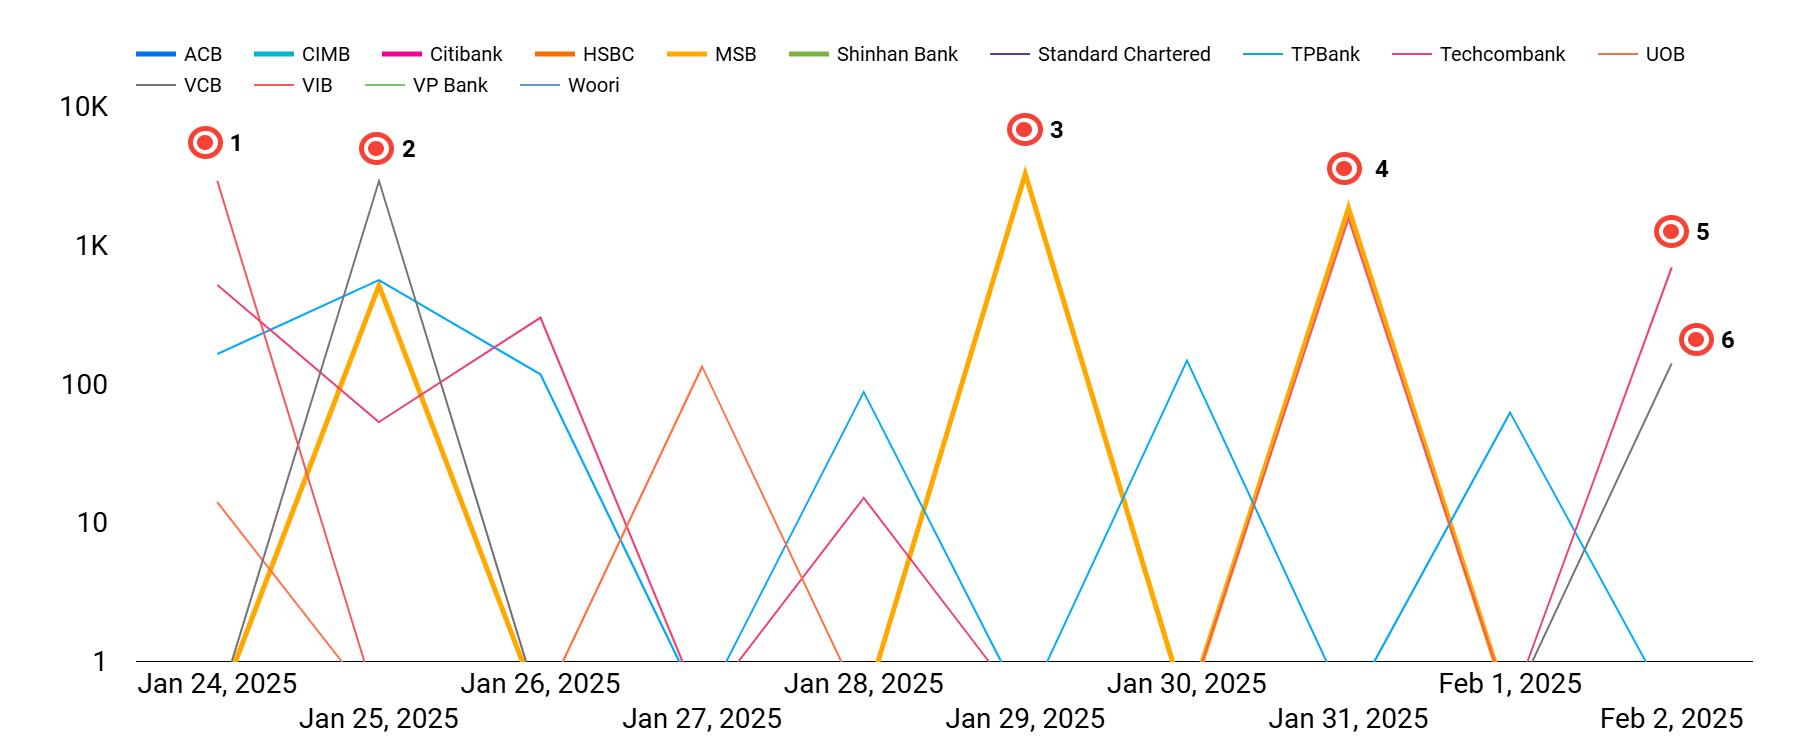 ACB CIMB Citibank HSBC MSB Shinhan Bank Standard Chartered TPBank Techcombank UOB
VCB VIB VP Bank Woori
10K
1 2 3 4
1K
5
6
100
10
1
Jan 24, 2025 Jan 26, 2025 Jan 28, 2025 Jan 30, 2025 Feb 1, 2025
Jan 25, 2025 Jan 27, 2025 Jan 29, 2025 Jan 31, 2025 Feb 2, 2025